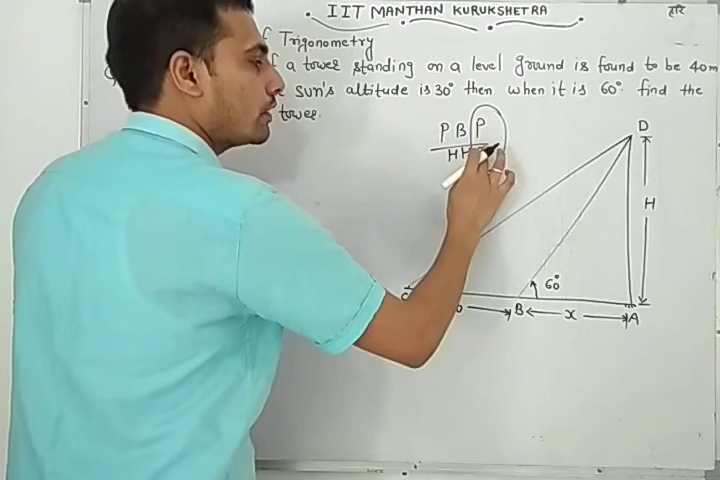 IIT MANTHAN KURUKSHETRA
हरि
Trigonometry
a tower standing on a level ground is found to be 40m
sun's altitude is 30° then when it is 60° find the
tower.
P B P
H H
D
H
60°
B x A